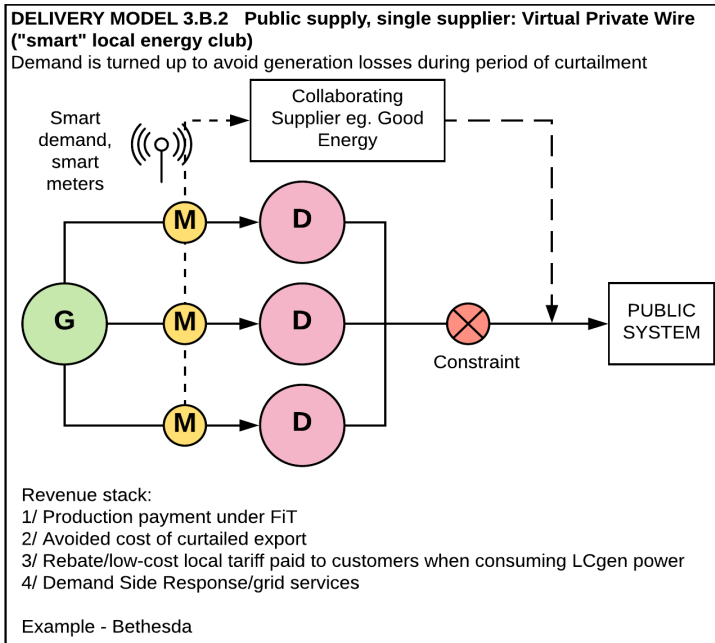 DELIVERY MODEL 3.B.2   Public supply, single supplier: Virtual Private Wire
("smart" local energy club)
Demand is turned up to avoid generation losses during period of curtailment
Smart
demand,
smart
meters
Collaborating
Supplier eg. Good
Energy
M
D
G
M
D
Constraint
PUBLIC
SYSTEM
M
D
Revenue stack:
1/ Production payment under FiT
2/ Avoided cost of curtailed export
3/ Rebate/low-cost local tariff paid to customers when consuming LCgen power
4/ Demand Side Response/grid services
Example - Bethesda